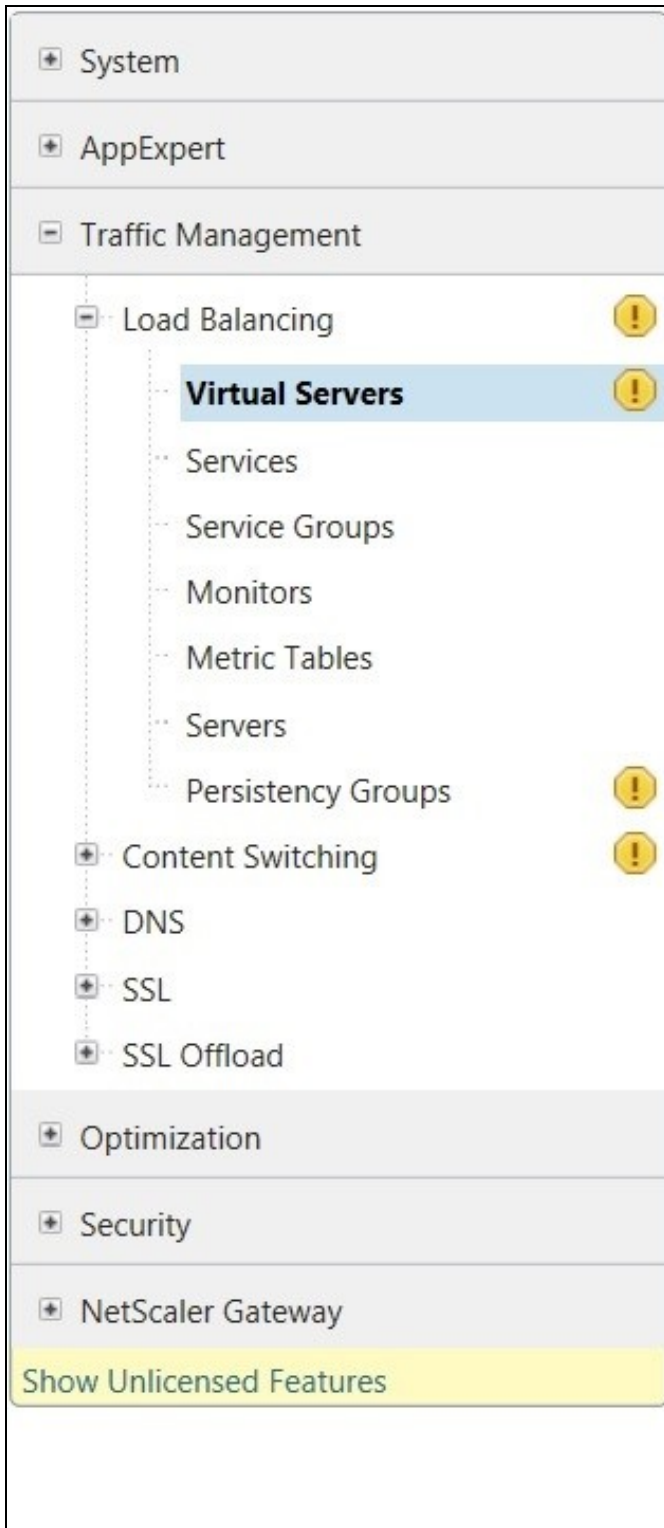 System
AppExpert
Traffic Management
Load Balancing
Virtual Servers
Services
Service Groups
Monitors
Metric Tables
Servers
Persistency Groups
Content Switching
DNS
SSL
SSL Offload
Optimization
Security
NetScaler Gateway
Show Unlicensed Features